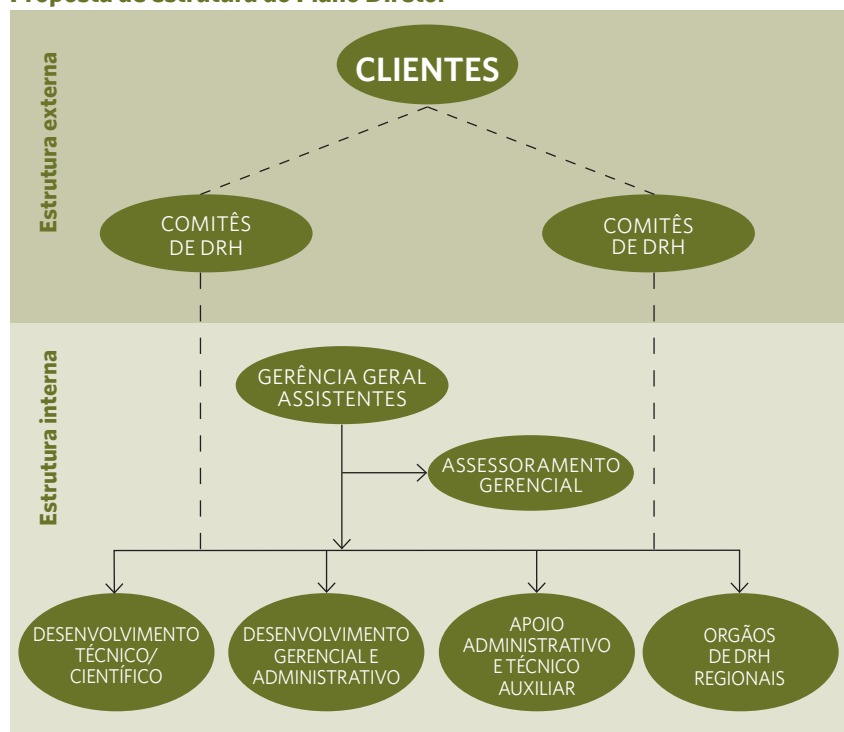 Proposta de estrutura do Plano Diretor
Estrutura externa
CLIENTES
COMITÊS
DE DRH
COMITÊS
DE DRH
Estrutura interna
GERÊNCIA GERAL
ASSISTENTES
ASSESSORAMENTO
GERENCIAL
DESENVOLVIMENTO
TÉCNICO/
CIENTÍFICO
DESENVOLVIMENTO
GERENCIAL E
ADMINISTRATIVO
APOIO
ADMINISTRATIVO
E TÉCNICO
AUXILIAR
ORGÃOS
DE DRH
REGIONAIS